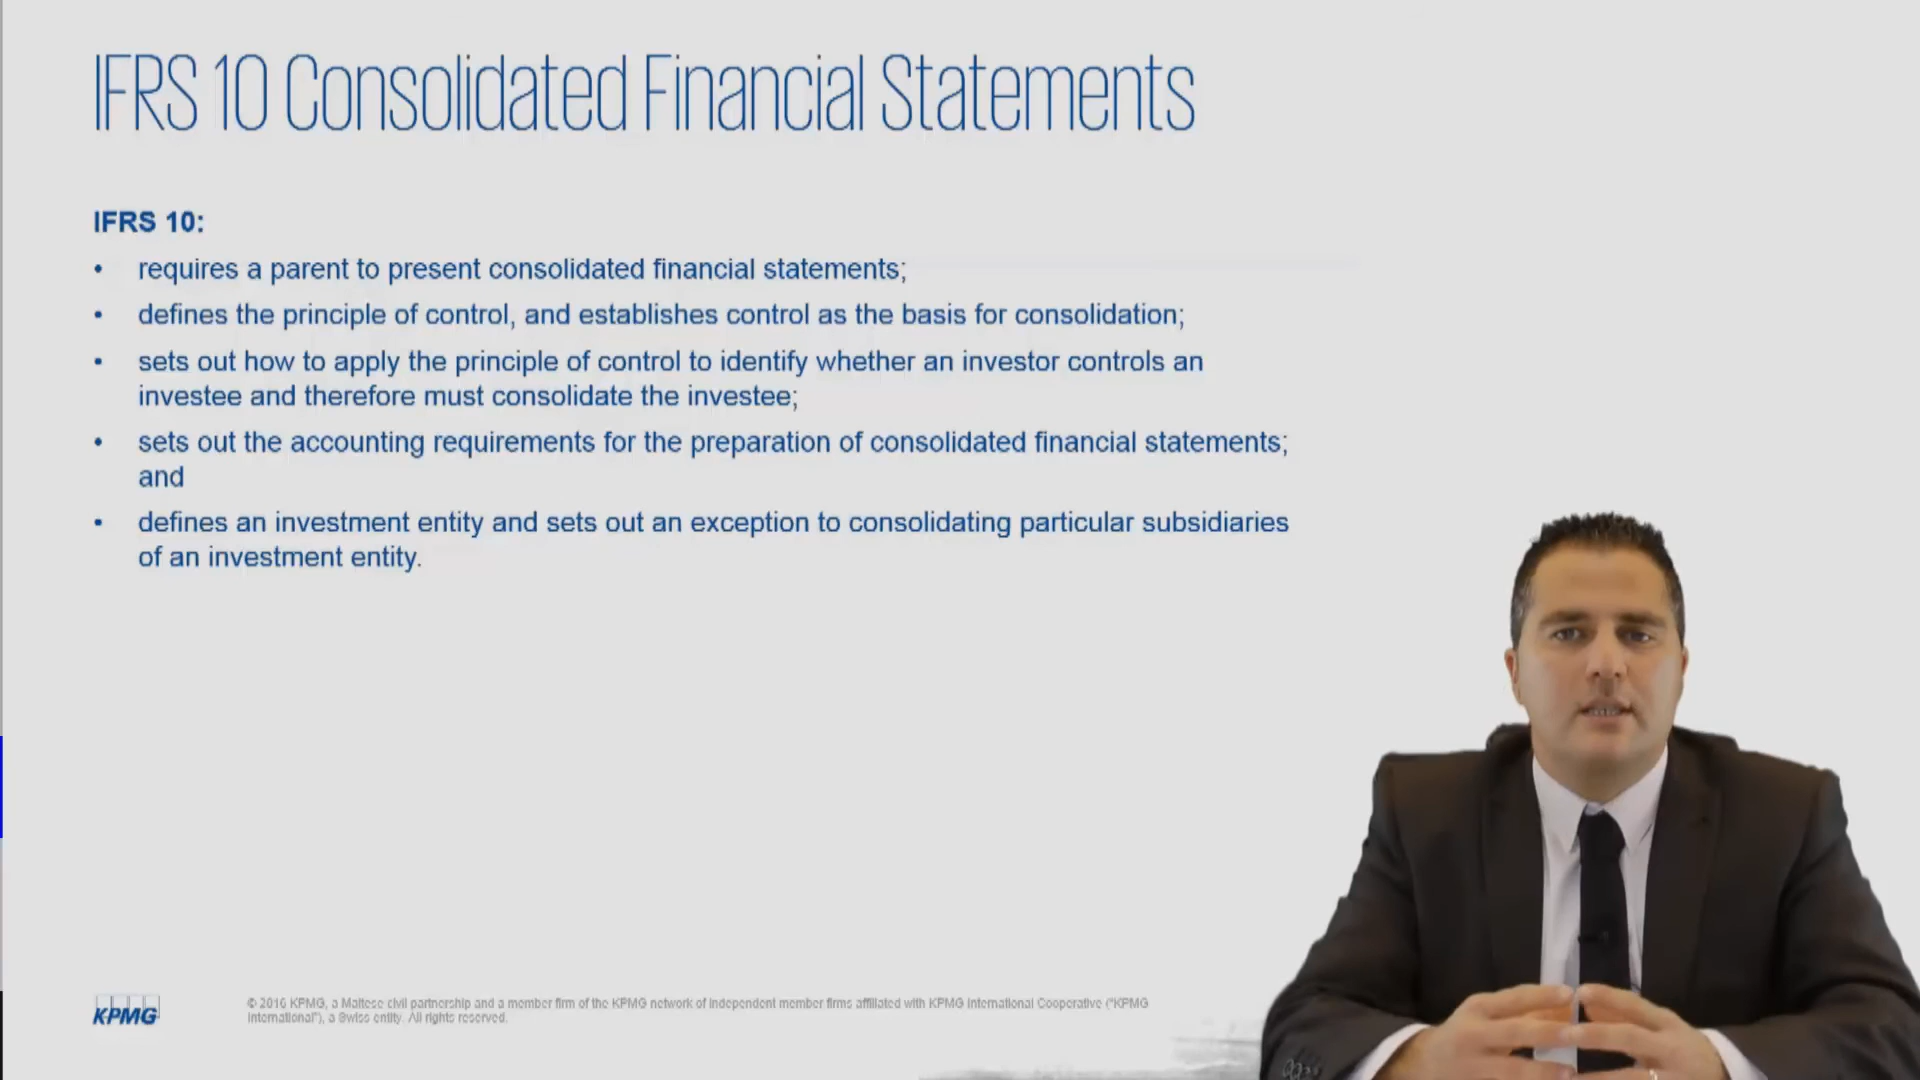 IFRS 10 Consolidated Financial Statements
IFRS 10:
• requires a parent to present consolidated financial statements;
• defines the principle of control, and establishes control as the basis for consolidation;
• sets out how to apply the principle of control to identify whether an investor controls an
investee and therefore must consolidate the investee;
• sets out the accounting requirements for the preparation of consolidated financial statements;
and
• defines an investment entity and sets out an exception to consolidating particular subsidiaries
of an investment entity.
KPMG
© 2016 KPMG, a Maltese civil partnership and a member firm of the KPMG network of independent member firms affiliated with KPMG International Cooperative ("KPMG
International"), a Swiss entity. All rights reserved.